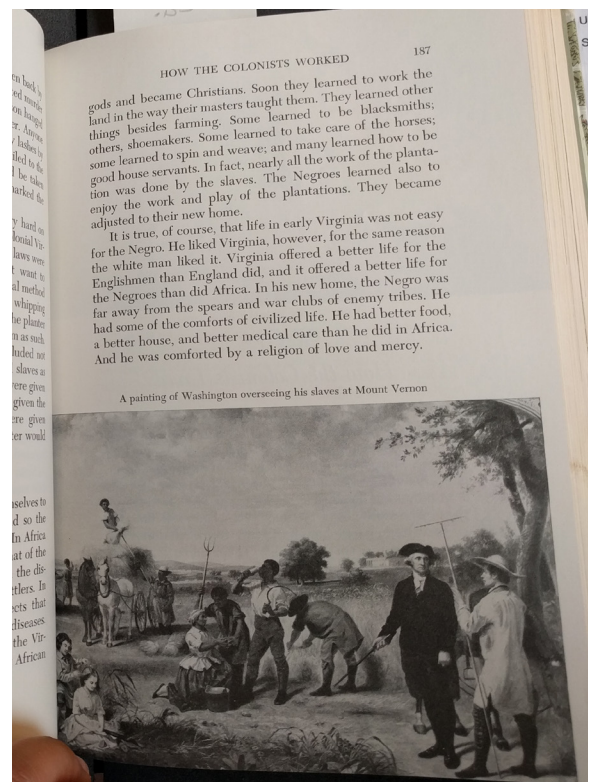 HOW THE COLONISTS WORKED 187
gods and became Christians. Soon they learned to work the
land in the way their masters taught them. They learned other
things besides farming. Some learned to be blacksmiths;
others, shoemakers. Some learned to take care of the horses;
some learned to spin and weave; and many learned how to be
good house servants. In fact, nearly all the work of the planta-
tion was done by the slaves. The Negroes learned also to
enjoy the work and play of the plantations. They became
adjusted to their new home.
It is true, of course, that life in early Virginia was not easy
for the Negro. He liked Virginia, however, for the same reason
the white man liked it. Virginia offered a better life for the
Englishmen than England did, and it offered a better life for
the Negroes than did Africa. In his new home, the Negro was
far away from the spears and war clubs of enemy tribes. He
had some of the comforts of civilized life. He had better food,
a better house, and better medical care than he did in Africa.
And he was comforted by a religion of love and mercy.
A painting of Washington overseeing his slaves at Mount Vernon